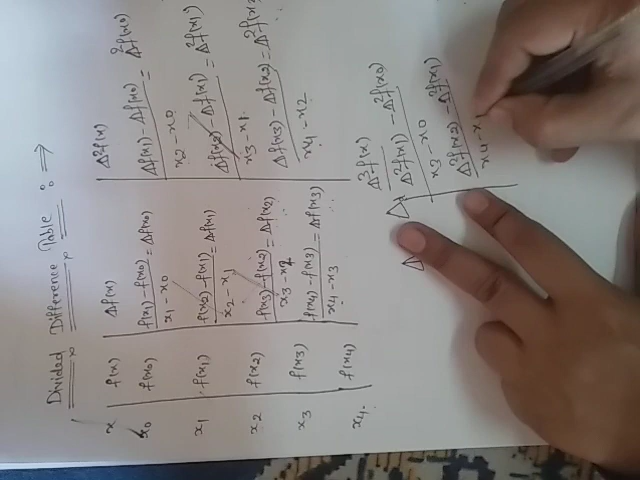 Divided Difference Table :- ⇒
x f(x) Δf(x) Δ²f(x)
x₀ f(x₀) f(x₁)-f(x₀)/x₁-x₀ = Δf(x₀) Δf(x₁)-Δf(x₀)/x₂-x₀ = Δ²f(x₀)
x₁ f(x₁) f(x₂)-f(x₁)/x₂-x₁ = Δf(x₁) Δf(x₂)-Δf(x₁)/x₃-x₁ = Δ²f(x₁)
x₂ f(x₂) f(x₃)-f(x₂)/x₃-x₂ = Δf(x₂) Δf(x₃)-Δf(x₂)/x₄-x₂ = Δ²f(x₂
x₃ f(x₃) f(x₄)-f(x₃)/x₄-x₃ = Δf(x₃)
x₄ f(x₄)
Δ³f(x)
Δ²f(x₁)-Δ²f(x₀)/x₃-x₀
Δ²f(x₂)-Δ²f(x₁)/x₄-x